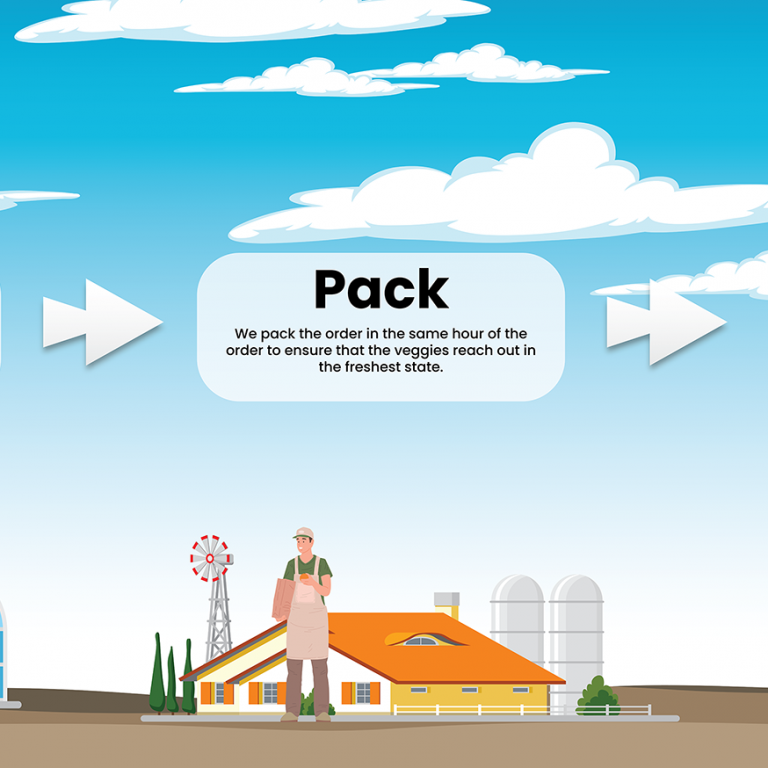 Pack
We pack the order in the same hour of the
order to ensure that the veggies reach out in
the freshest state.